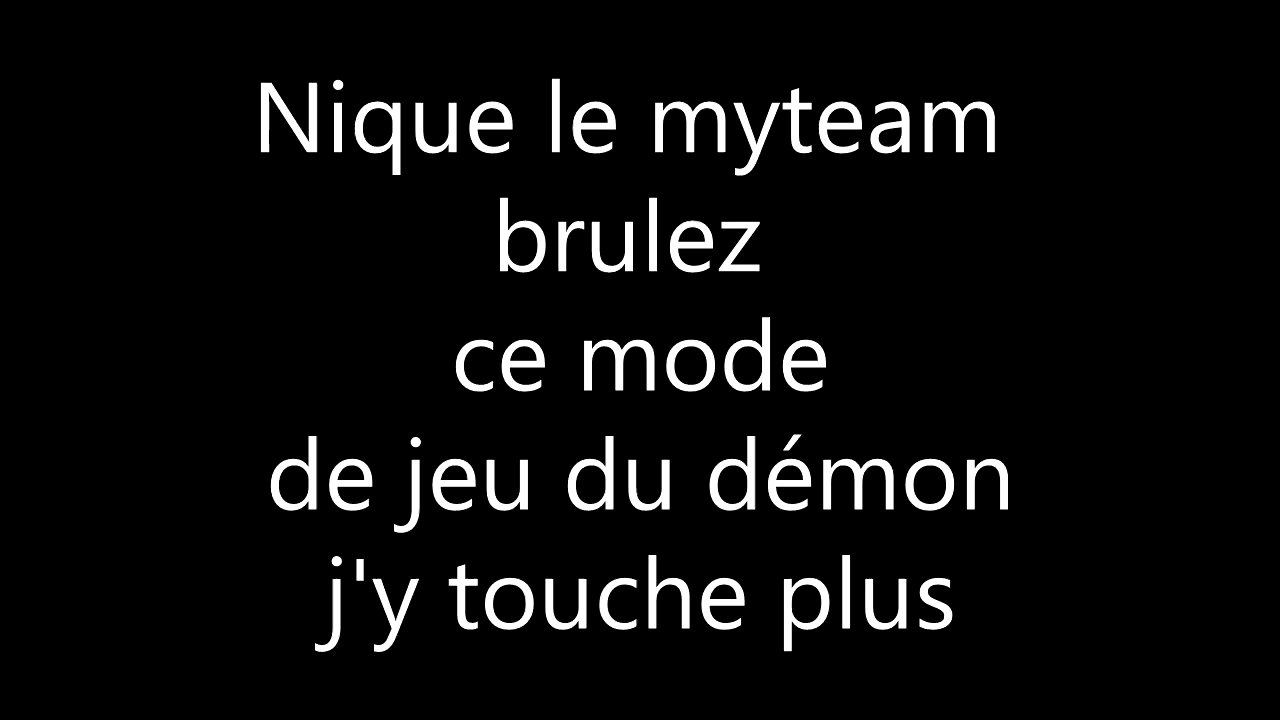 Nique le myteam
brulez
ce mode
de jeu du démon
j'y touche plus